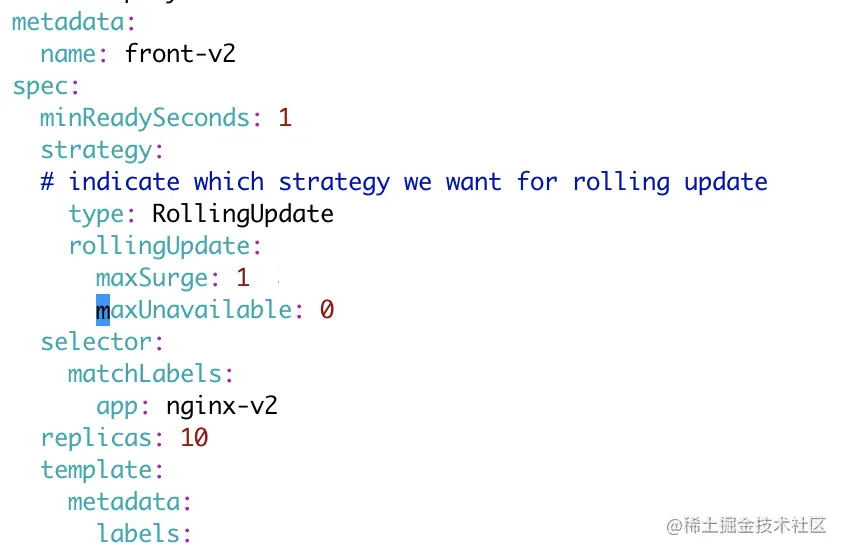 metadata:
  name: front-v2
spec:
  minReadySeconds: 1
  strategy:
  # indicate which strategy we want for rolling update
    type: RollingUpdate
    rollingUpdate:
      maxSurge: 1
      maxUnavailable: 0
  selector:
    matchLabels:
      app: nginx-v2
  replicas: 10
  template:
    metadata:
      labels:
@稀土掘金技术社区